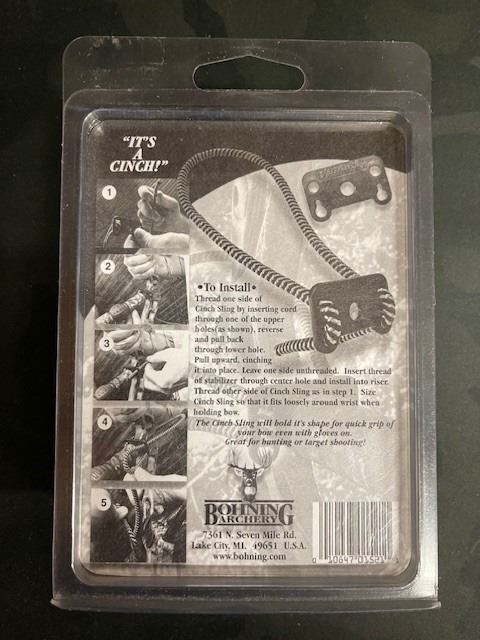 "IT'S
A
CINCH!"
1
2
3
4
5
•To Install•
Thread one side of
Cinch Sling by inserting cord
through one of the upper
holes(as shown), reverse
and pull back
through lower hole.
Pull upward, cinching
it into place. Leave one side unthreaded. Insert thread
of stabilizer through center hole and install into riser.
Thread other side of Cinch Sling as in step 1. Size
Cinch Sling so that it fits loosely around wrist when
holding bow.
The Cinch Sling will hold it's shape for quick grip of
your bow even with gloves on.
Great for hunting or target shooting!
BOHNING
ARCHERY
7361 N. Seven Mile Rd.
Lake City, MI. 49651 U.S.A.
www.bohning.com
0 10647 01521